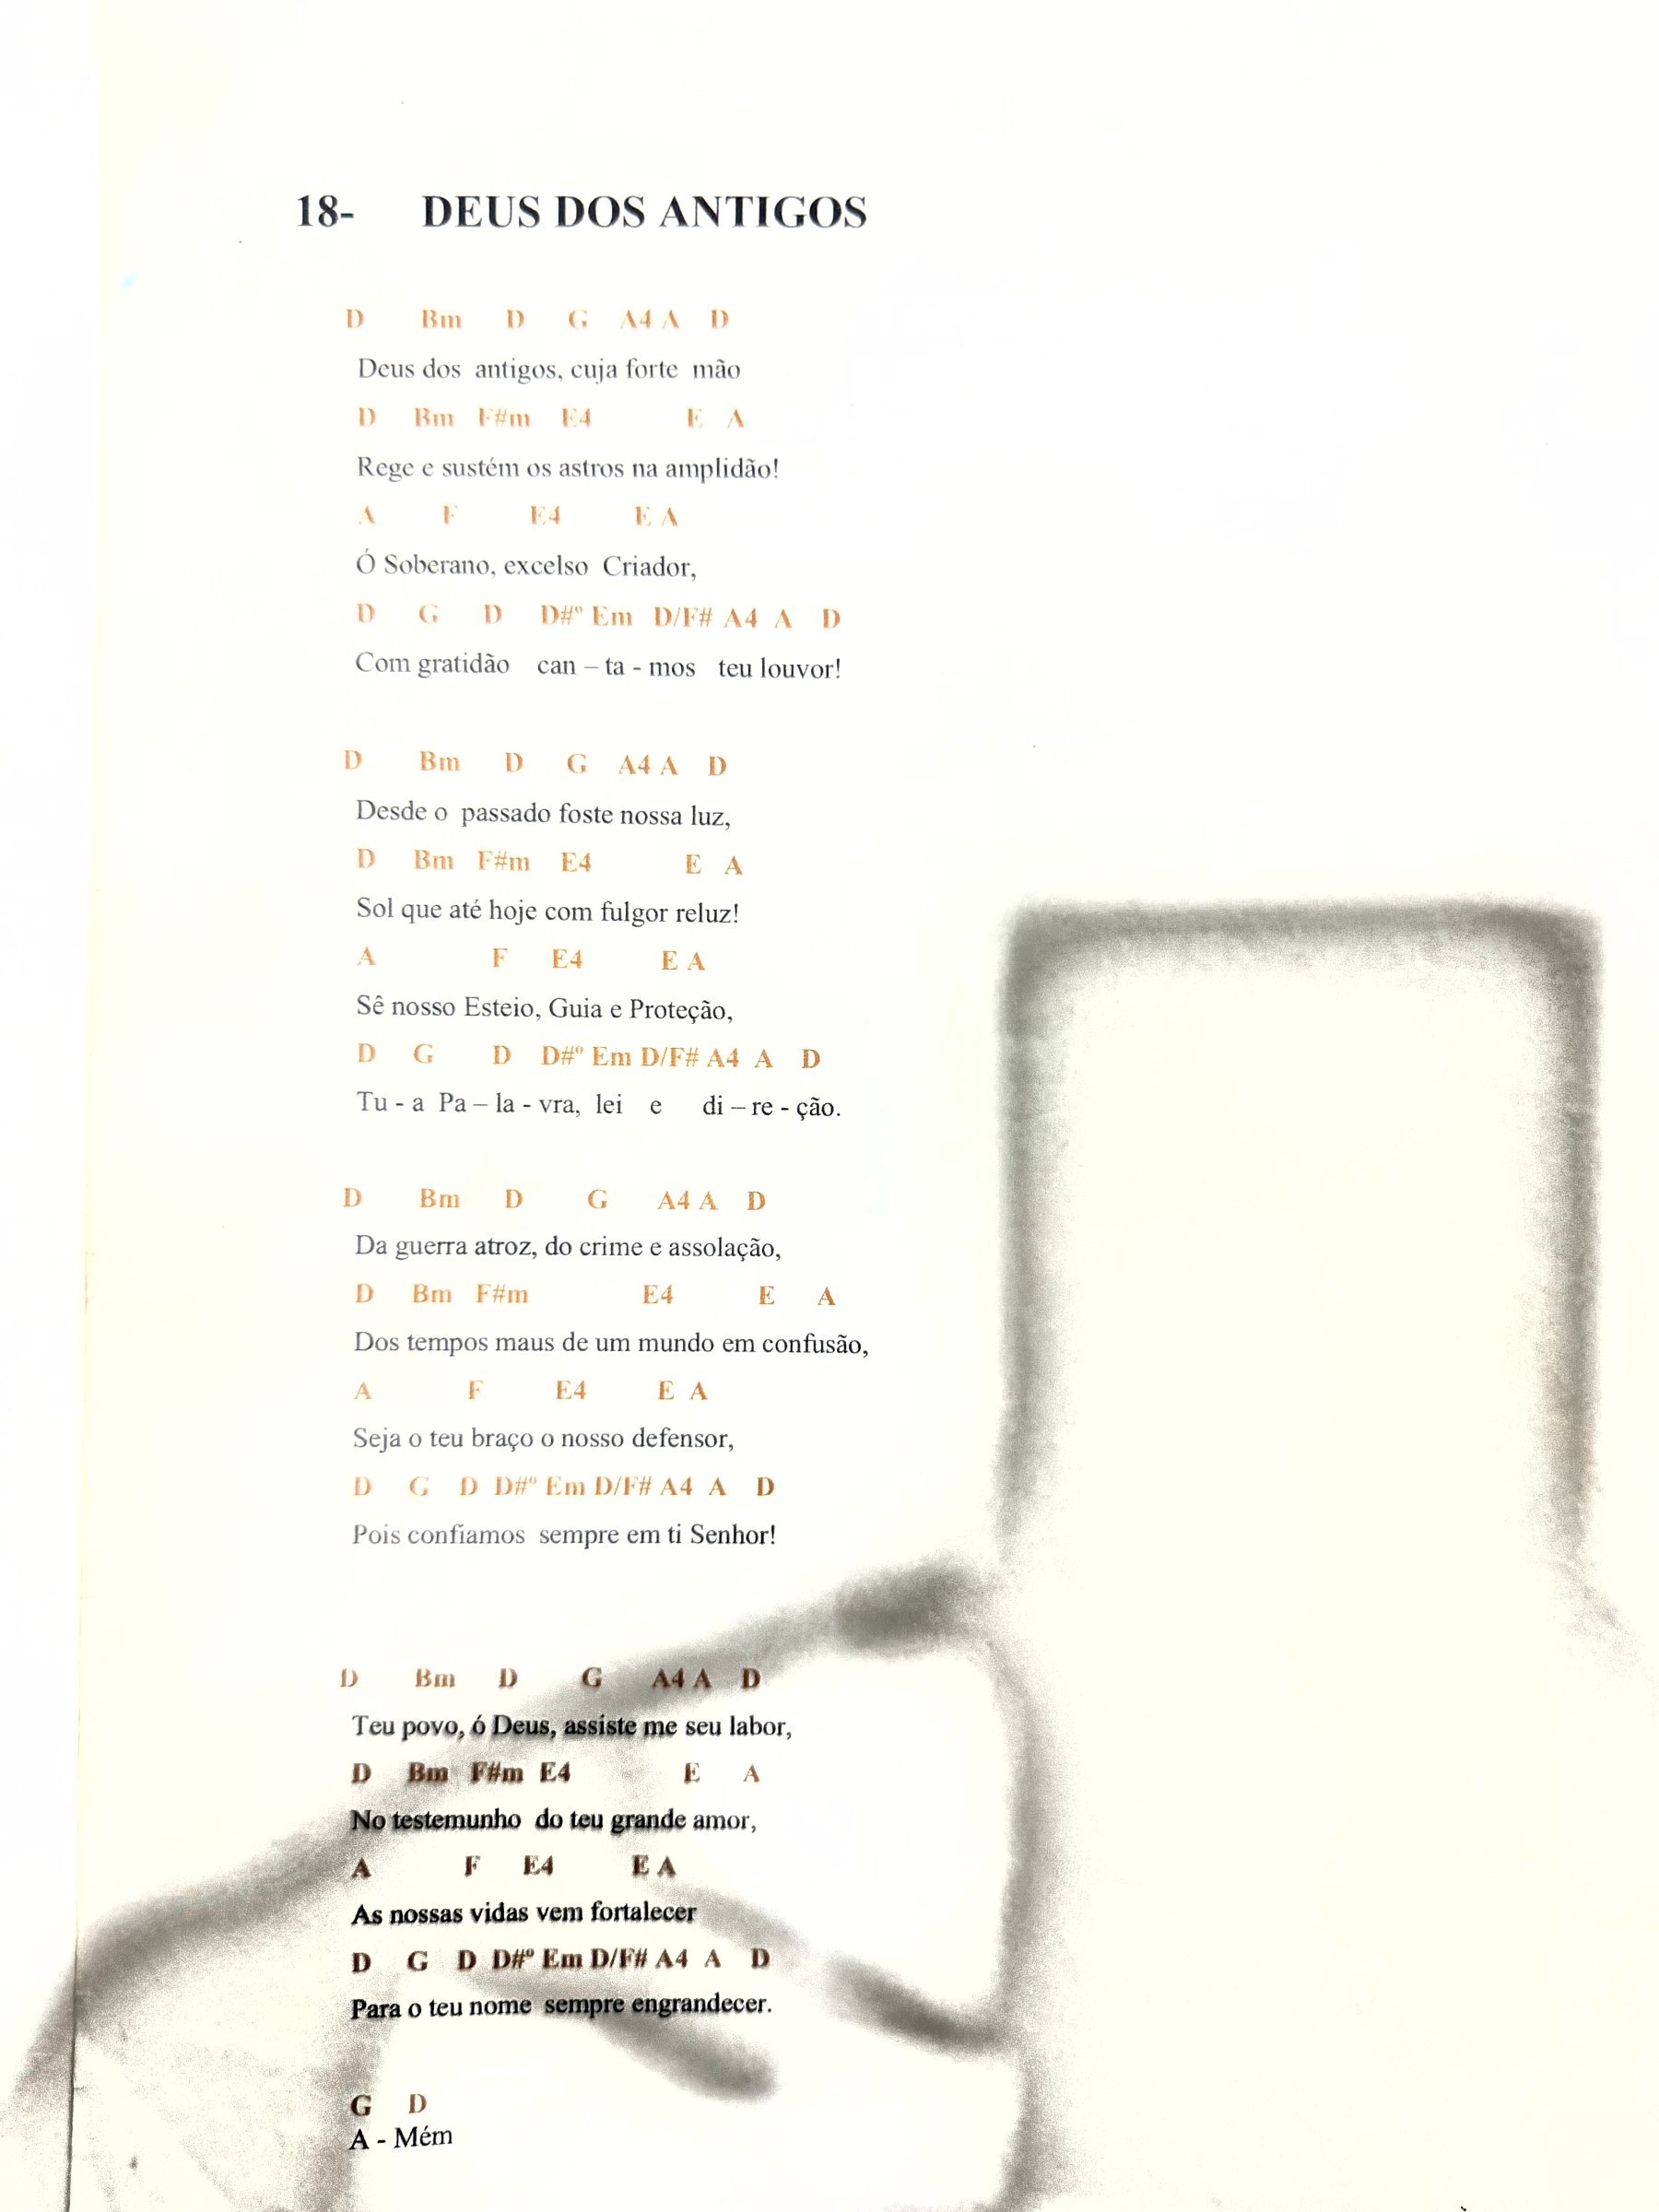 18- DEUS DOS ANTIGOS
D Bm D G A4 A D
Deus dos antigos, cuja forte mão
D Bm F#m E4 E A
Rege e sustém os astros na amplidão!
A F E4 E A
Ó Soberano, excelso Criador,
D G D D#º Em D/F# A4 A D
Com gratidão can – ta - mos teu louvor!
D Bm D G A4 A D
Desde o passado foste nossa luz,
D Bm F#m E4 E A
Sol que até hoje com fulgor reluz!
A F E4 E A
Sê nosso Esteio, Guia e Proteção,
D G D D#º Em D/F# A4 A D
Tu - a Pa – la - vra, lei e di – re - ção.
D Bm D G A4 A D
Da guerra atroz, do crime e assolação,
D Bm F#m E4 E A
Dos tempos maus de um mundo em confusão,
A F E4 E A
Seja o teu braço o nosso defensor,
D G D D#º Em D/F# A4 A D
Pois confiamos sempre em ti Senhor!
D Bm D G A4 A D
Teu povo, ó Deus, assiste me seu labor,
D Bm F#m E4 E A
No testemunho do teu grande amor,
A F E4 E A
As nossas vidas vem fortalecer
D G D D#º Em D/F# A4 A D
Para o teu nome sempre engrandecer.
G D
A - Mém